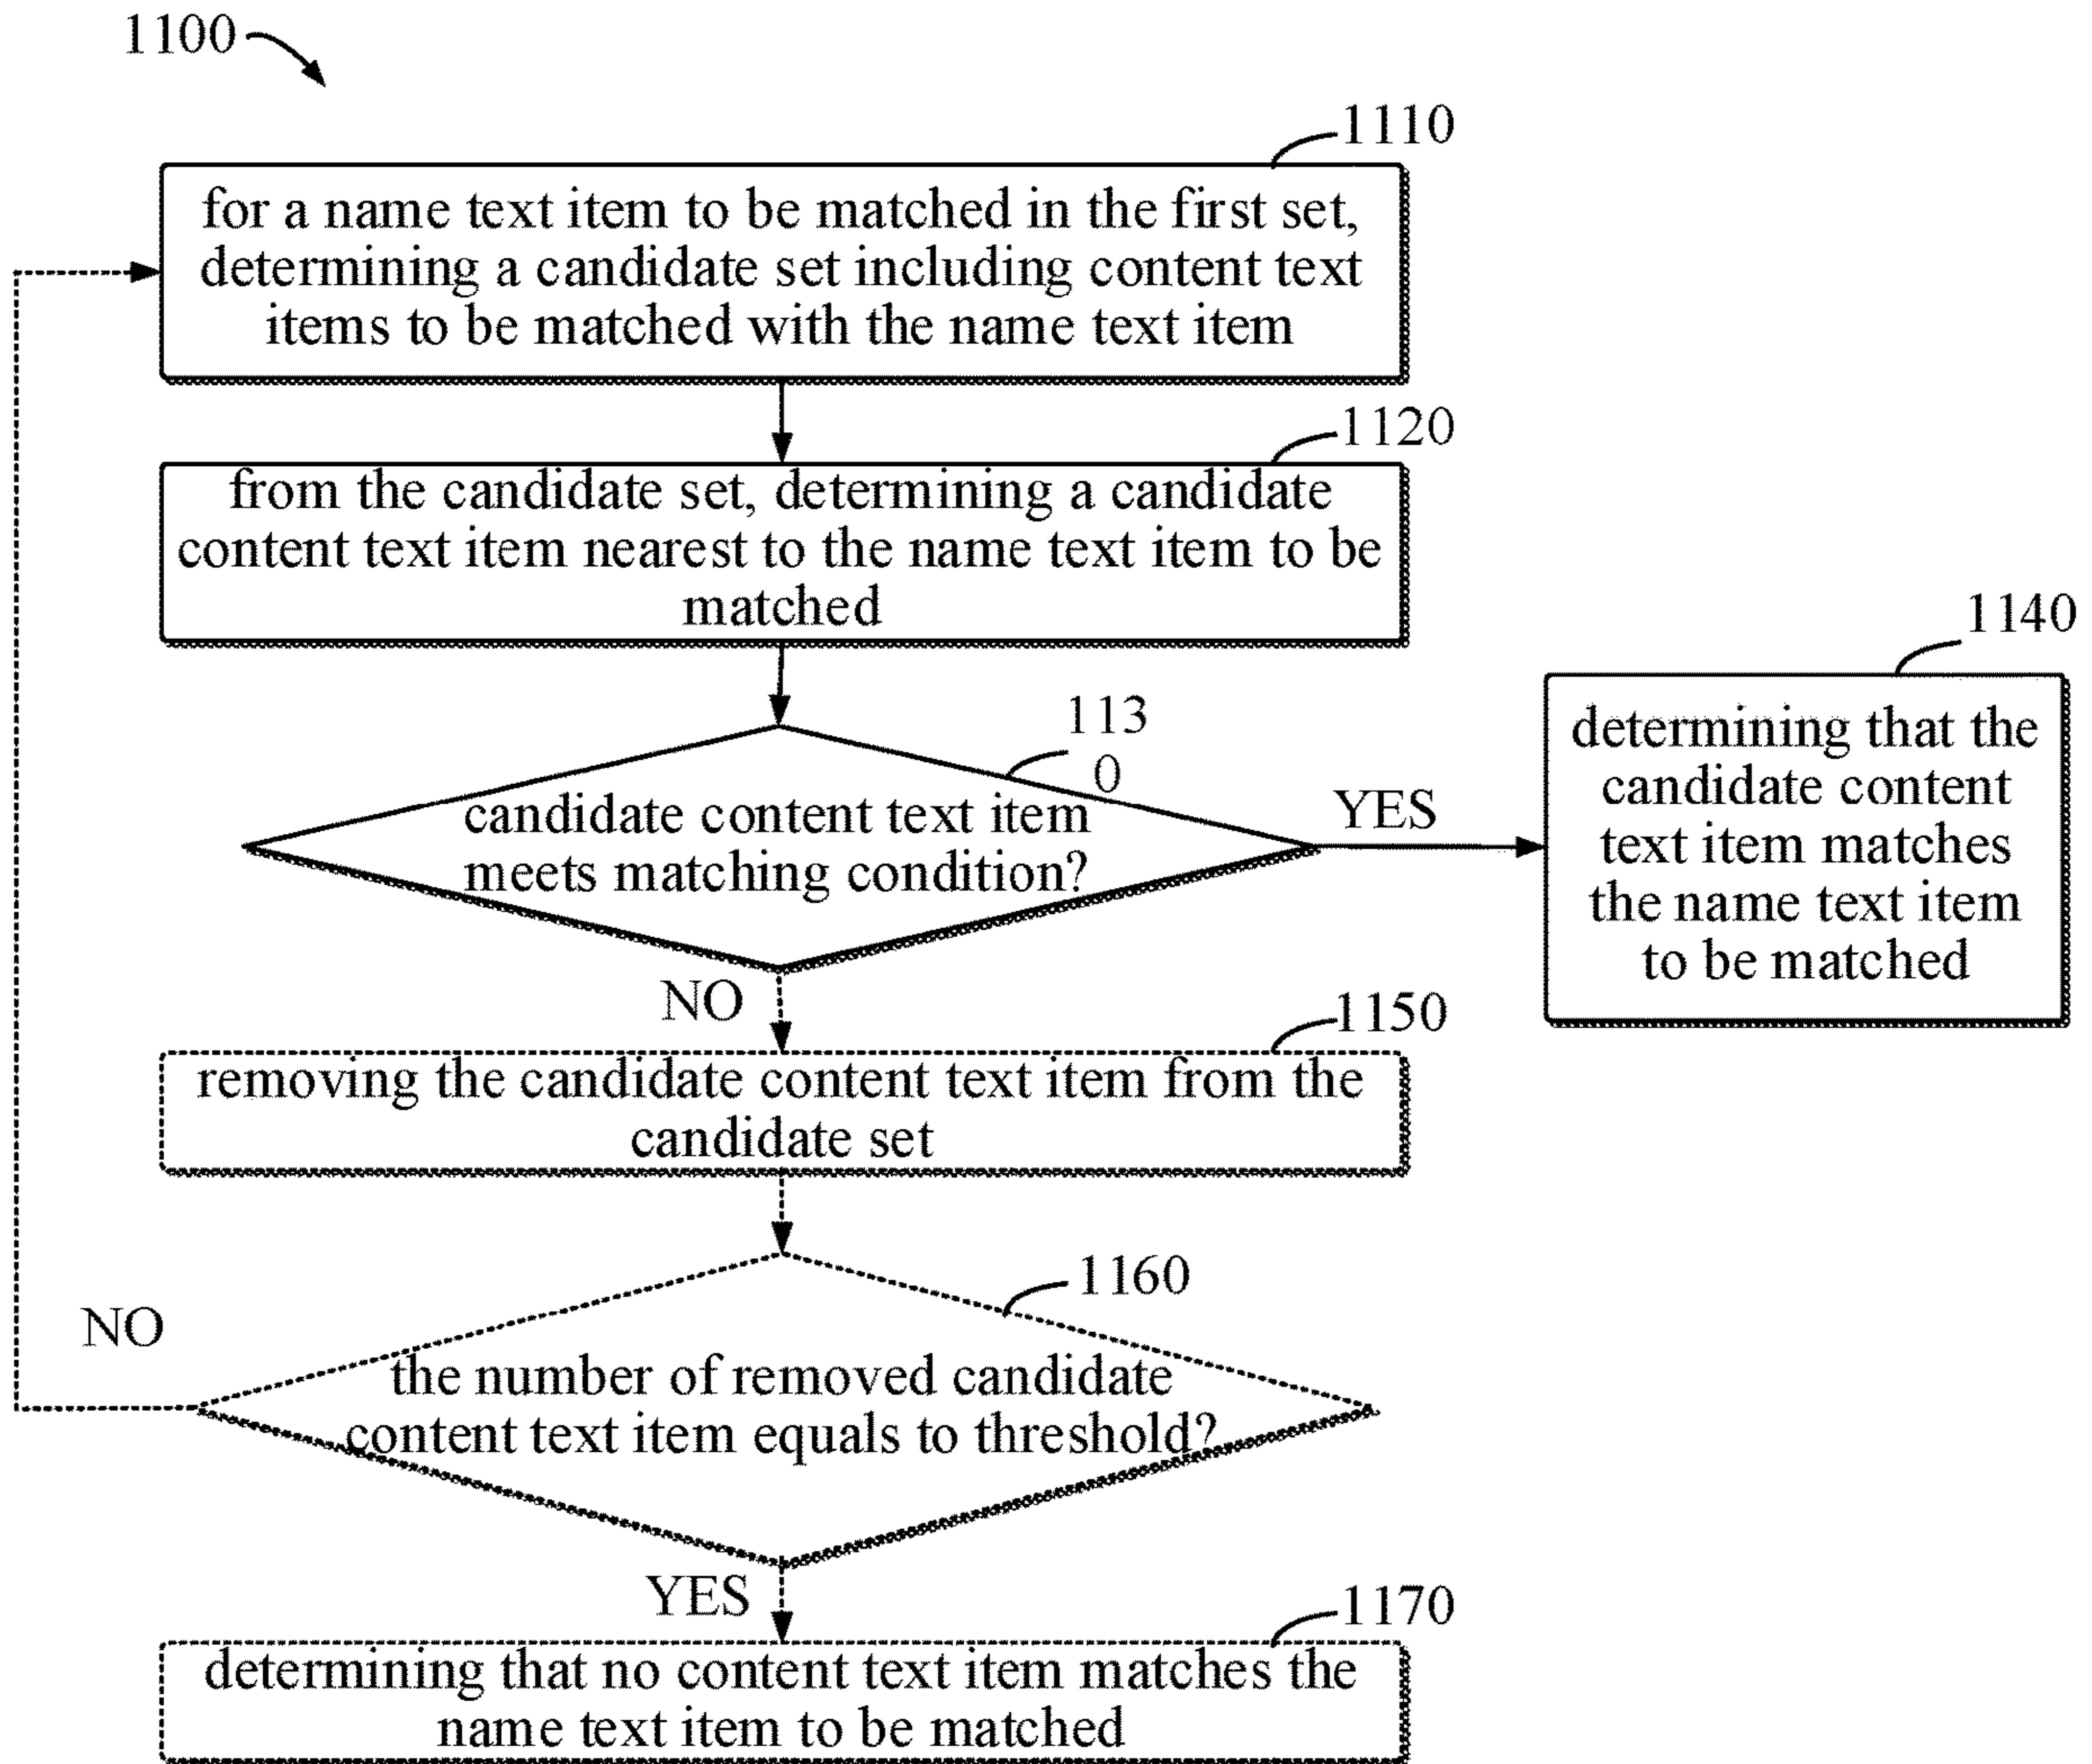 1100
1110
for a name text item to be matched in the first set,
determining a candidate set including content text
items to be matched with the name text item
1120
from the candidate set, determining a candidate
content text item nearest to the name text item to be
matched
113
0
candidate content text item
meets matching condition?
YES
1140
determining that the
candidate content
text item matches
the name text item
to be matched
NO
1150
removing the candidate content text item from the
candidate set
1160
NO
the number of removed candidate
content text item equals to threshold?
YES
1170
determining that no content text item matches the
name text item to be matched